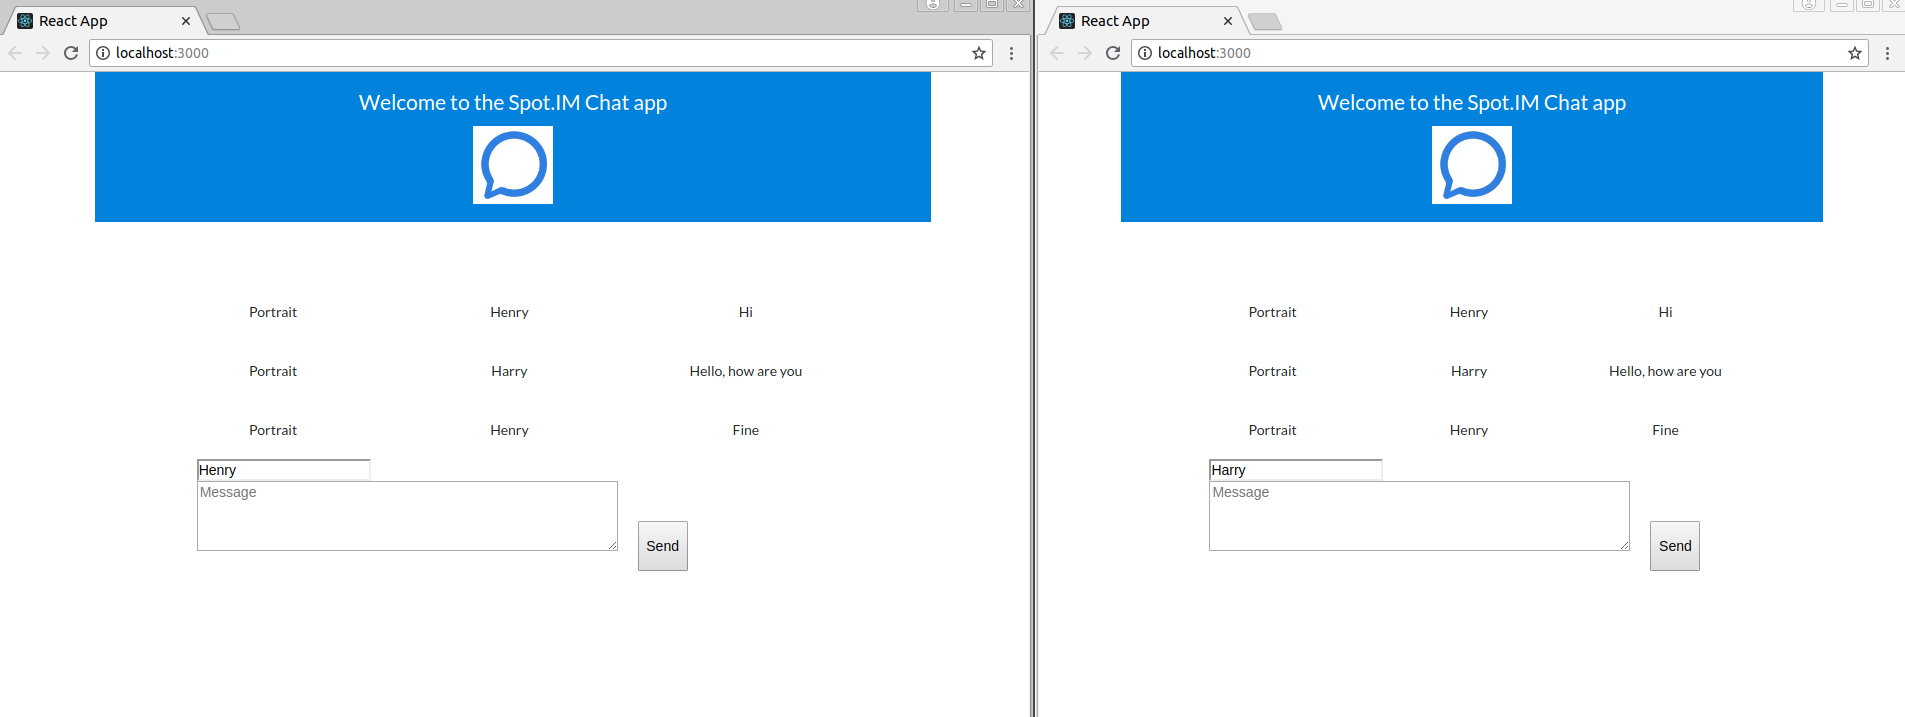 React App
localhost:3000
Welcome to the Spot.IM Chat app
Portrait Henry Hi
Portrait Harry Hello, how are you
Portrait Henry Fine
Henry
Message
Send
React App
localhost:3000
Welcome to the Spot.IM Chat app
Portrait Henry Hi
Portrait Harry Hello, how are you
Portrait Henry Fine
Harry
Message
Send